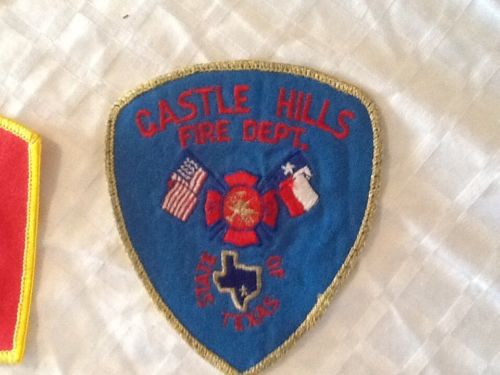 CASTLE HILLS
FIRE DEPT.
STATE OF
TEXAS